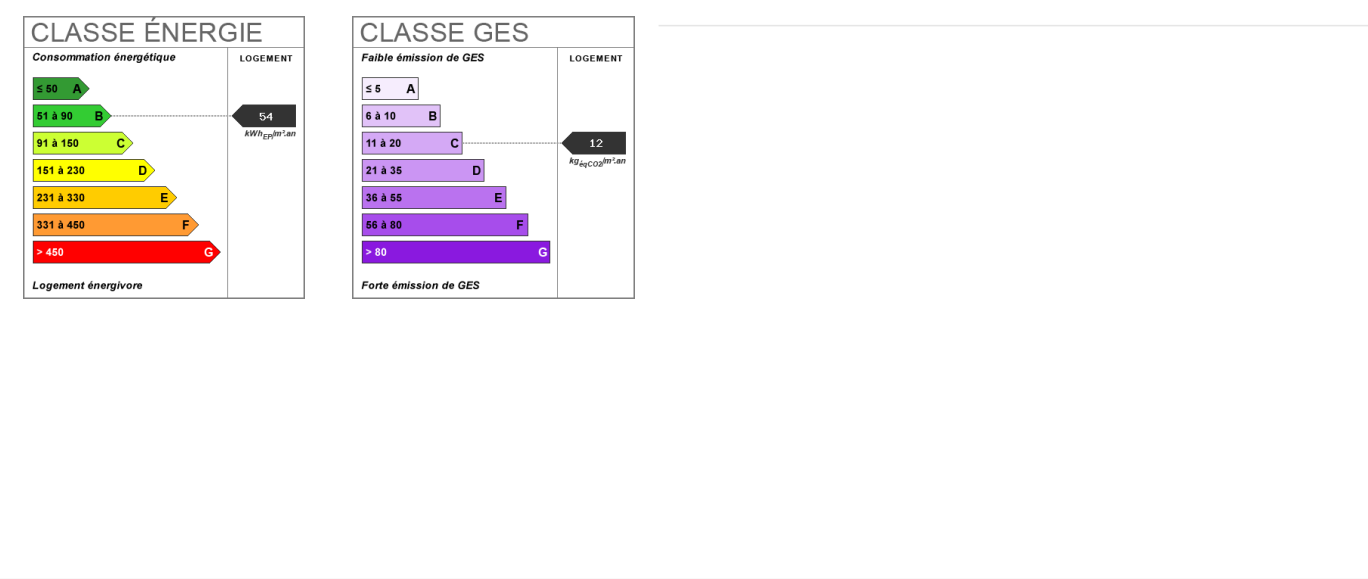 CLASSE ÉNERGIE
Consommation énergétique
LOGEMENT
≤ 50 A
51 à 90 B
54
kWhEP/m².an
91 à 150 C
151 à 230 D
231 à 330 E
331 à 450 F
> 450 G
Logement énergivore
CLASSE GES
Faible émission de GES
LOGEMENT
≤ 5 A
6 à 10 B
11 à 20 C
12
kgéqCO2/m².an
21 à 35 D
36 à 55 E
56 à 80 F
> 80 G
Forte émission de GES